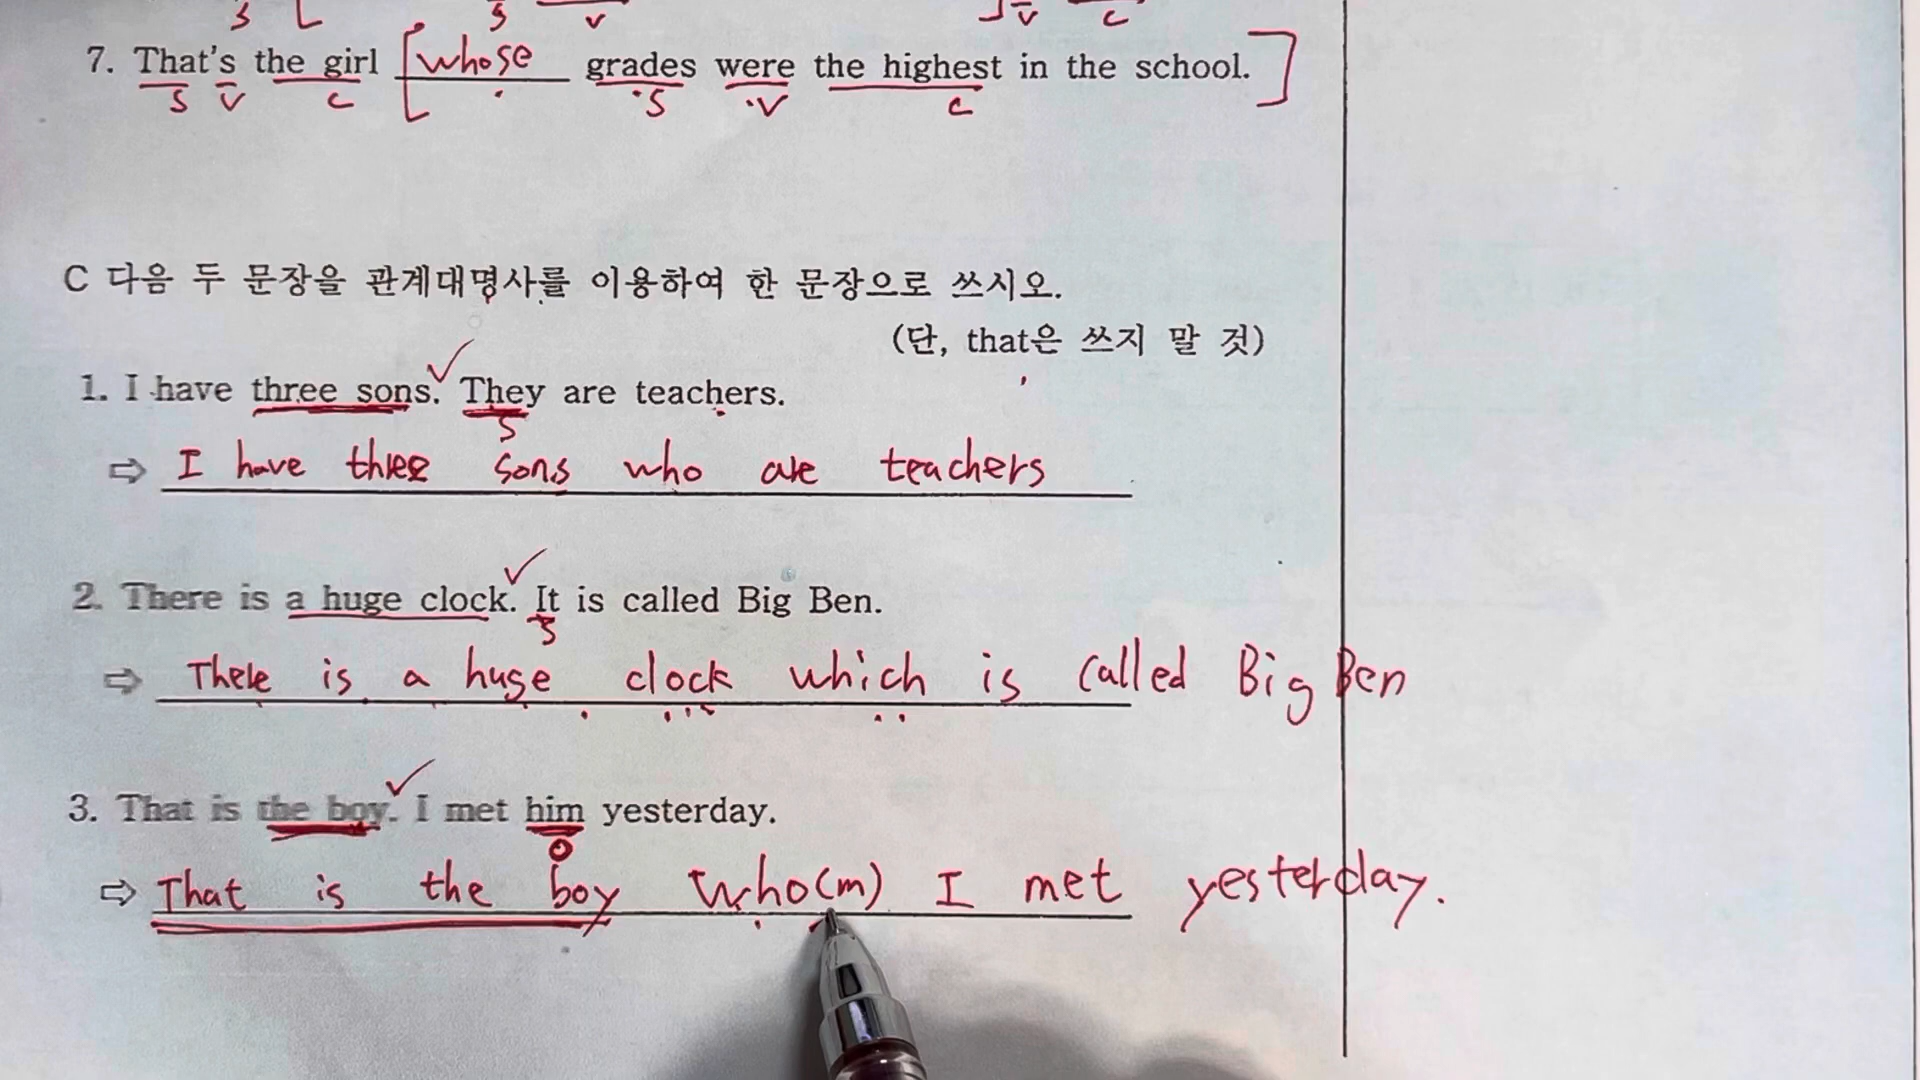 S L S V ] V C
7. That's the girl [ whose grades were the highest in the school. ]
S V C S V C
C 다음 두 문장을 관계대명사를 이용하여 한 문장으로 쓰시오.
(단, that은 쓰지 말 것)
1. I have three sons. They are teachers.
S
⇨ I have three sons who are teachers
2. There is a huge clock. It is called Big Ben.
S
⇨ There is a huge clock which is called Big Ben
3. That is the boy. I met him yesterday.
O
⇨ That is the boy who(m) I met yesterday.